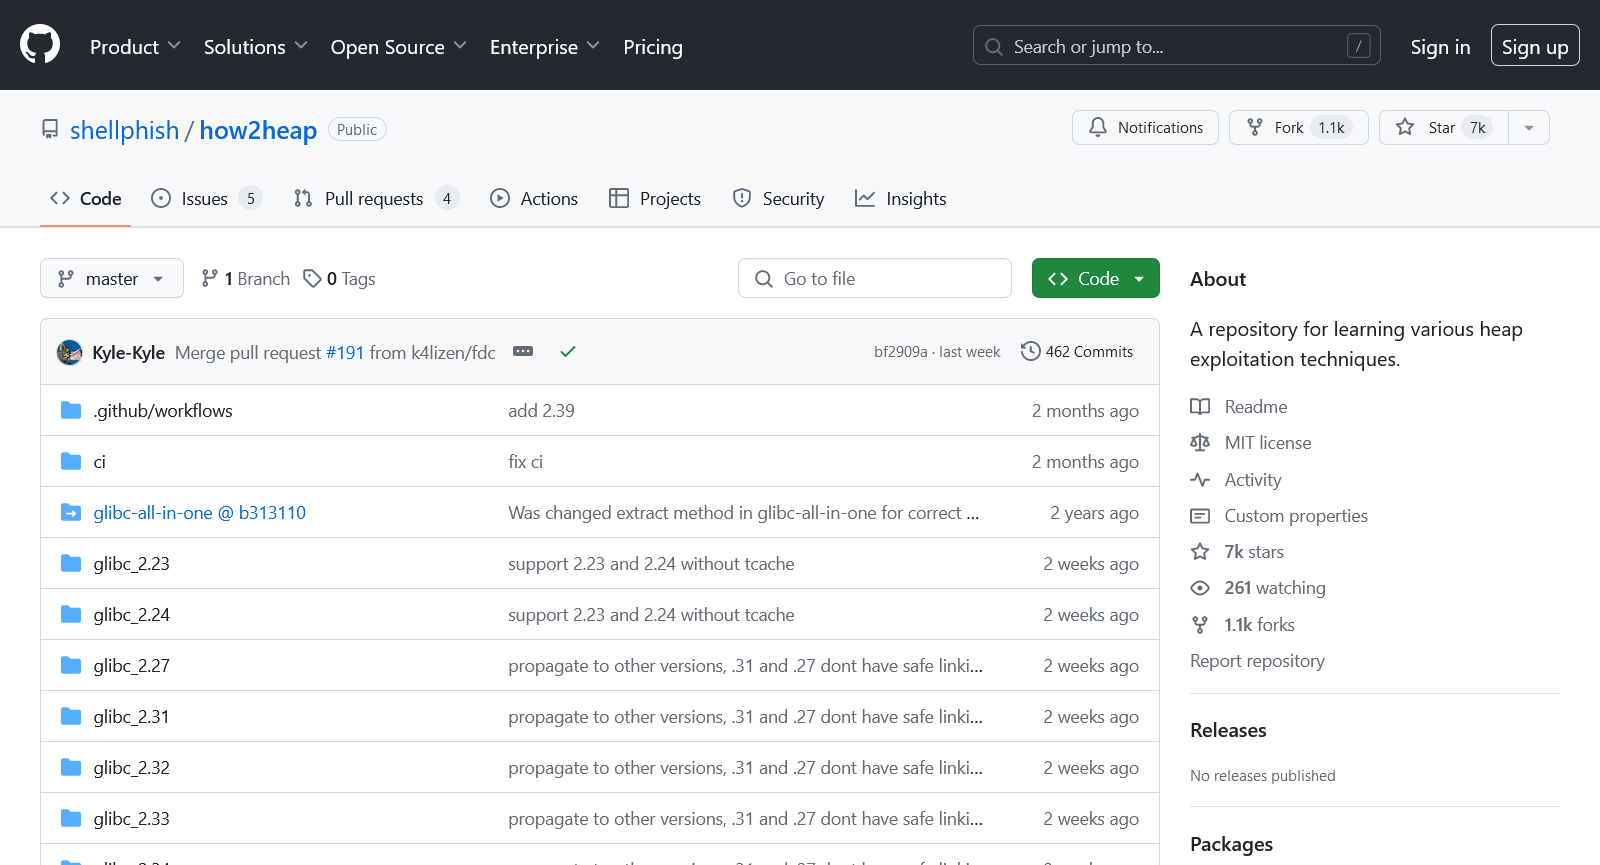 Product Solutions Open Source Enterprise Pricing Search or jump to... / Sign in Sign up
shellphish / how2heap Public Notifications Fork 1.1k Star 7k
Code Issues 5 Pull requests 4 Actions Projects Security Insights
master 1 Branch 0 Tags Go to file Code
Kyle-Kyle Merge pull request #191 from k4lizen/fdc bf2909a · last week 462 Commits
.github/workflows add 2.39 2 months ago
ci fix ci 2 months ago
glibc-all-in-one @ b313110 Was changed extract method in glibc-all-in-one for correct ... 2 years ago
glibc_2.23 support 2.23 and 2.24 without tcache 2 weeks ago
glibc_2.24 support 2.23 and 2.24 without tcache 2 weeks ago
glibc_2.27 propagate to other versions, .31 and .27 dont have safe linki... 2 weeks ago
glibc_2.31 propagate to other versions, .31 and .27 dont have safe linki... 2 weeks ago
glibc_2.32 propagate to other versions, .31 and .27 dont have safe linki... 2 weeks ago
glibc_2.33 propagate to other versions, .31 and .27 dont have safe linki... 2 weeks ago
About
A repository for learning various heap
exploitation techniques.
Readme
MIT license
Activity
Custom properties
7k stars
261 watching
1.1k forks
Report repository
Releases
No releases published
Packages